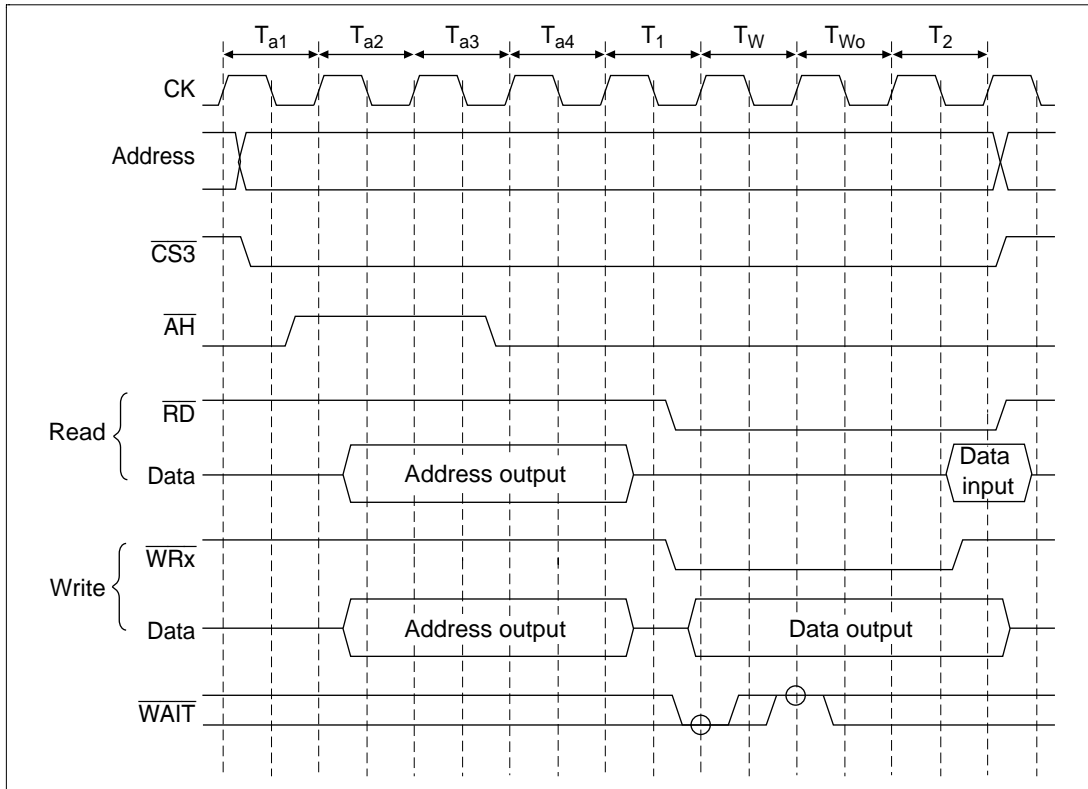 Ta1 Ta2 Ta3 Ta4 T1 TW TWo T2
CK
Address
CS3
AH
Read
RD
Data
Address output
Data
input
Write
WRx
Data
Address output
Data output
WAIT